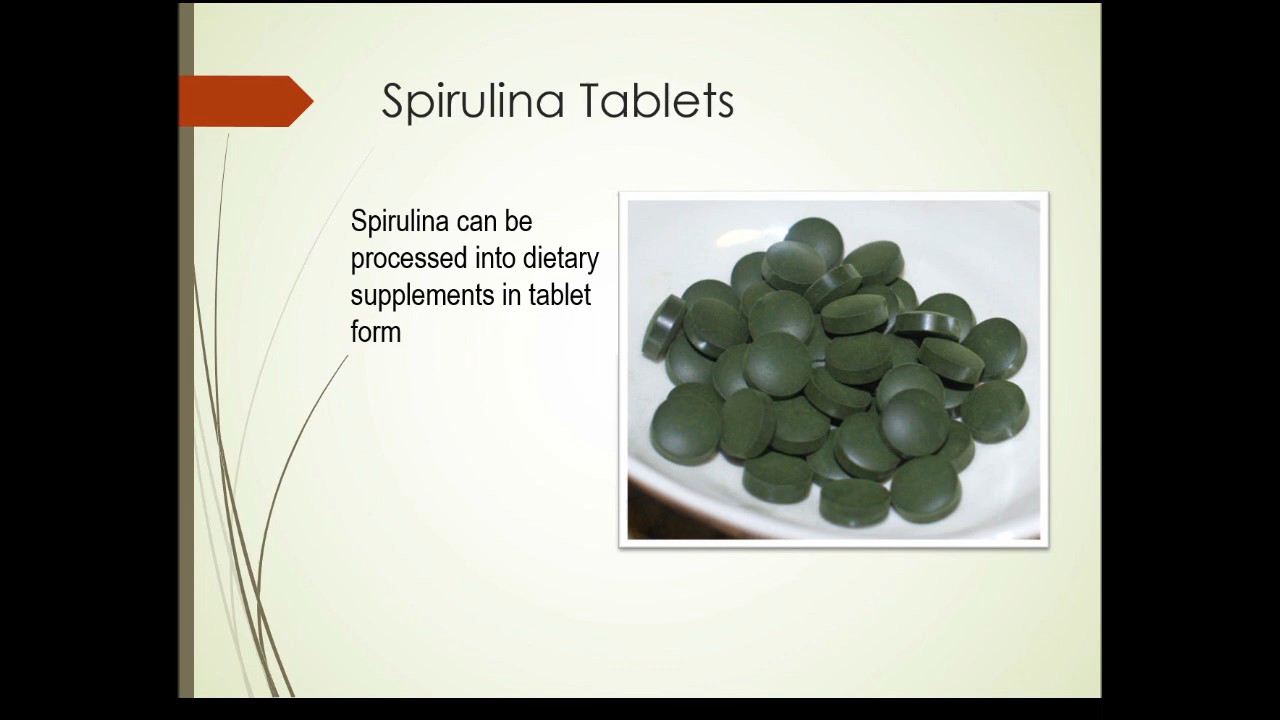 Spirulina Tablets
Spirulina can be
processed into dietary
supplements in tablet
form